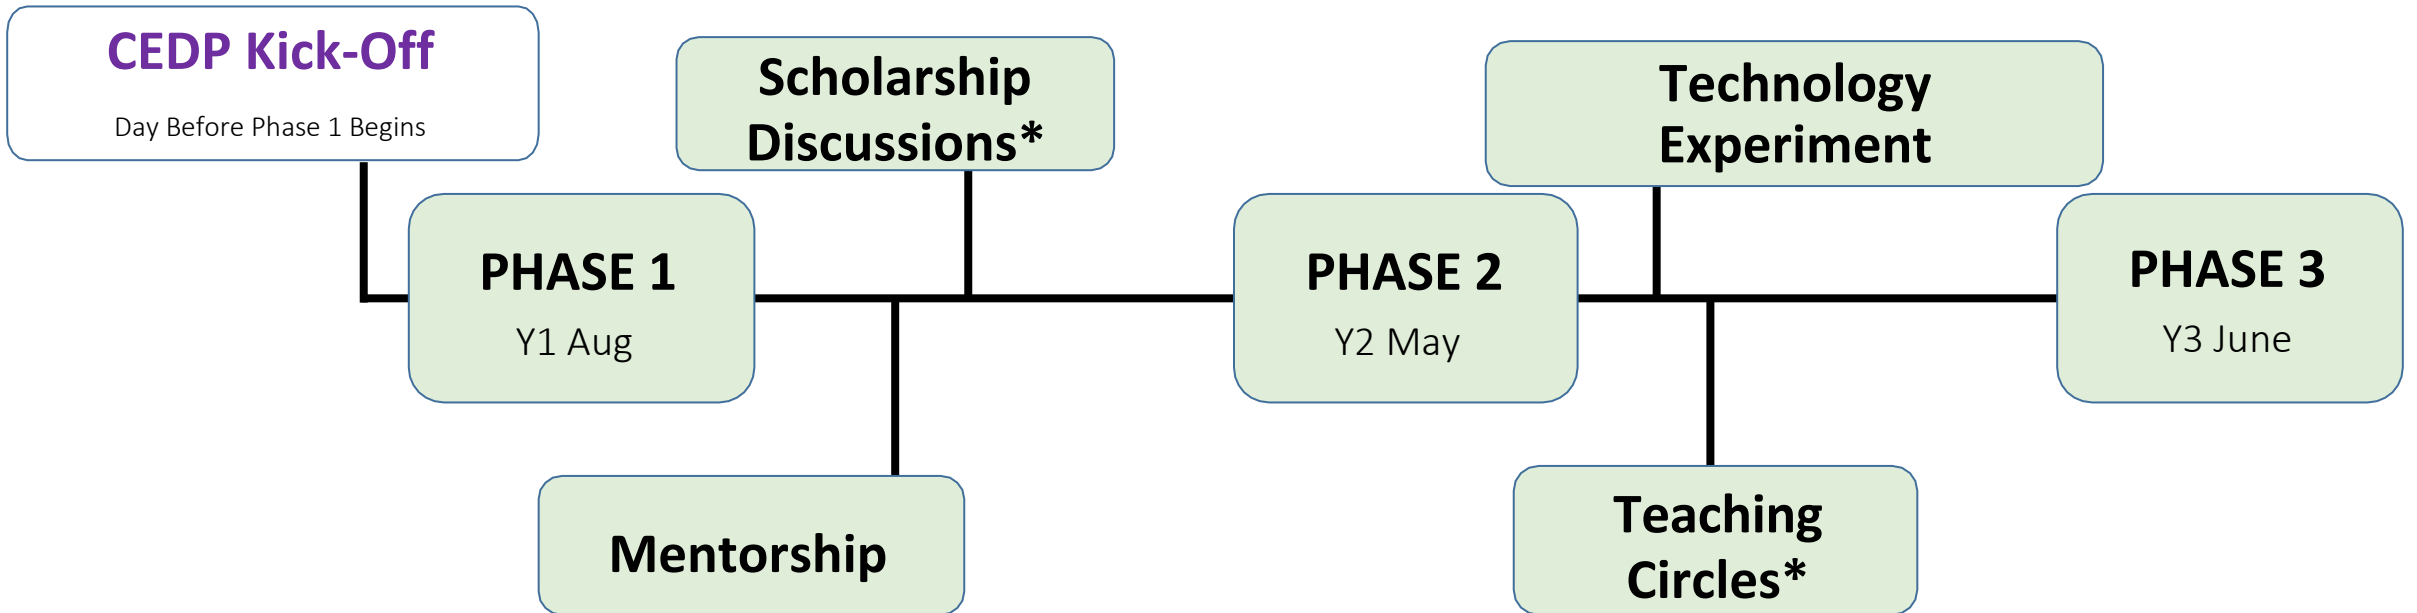 CEDP Kick-Off
Day Before Phase 1 Begins
Scholarship
Discussions*
Technology
Experiment
PHASE 1
Y1 Aug
PHASE 2
Y2 May
PHASE 3
Y3 June
Mentorship
Teaching
Circles*